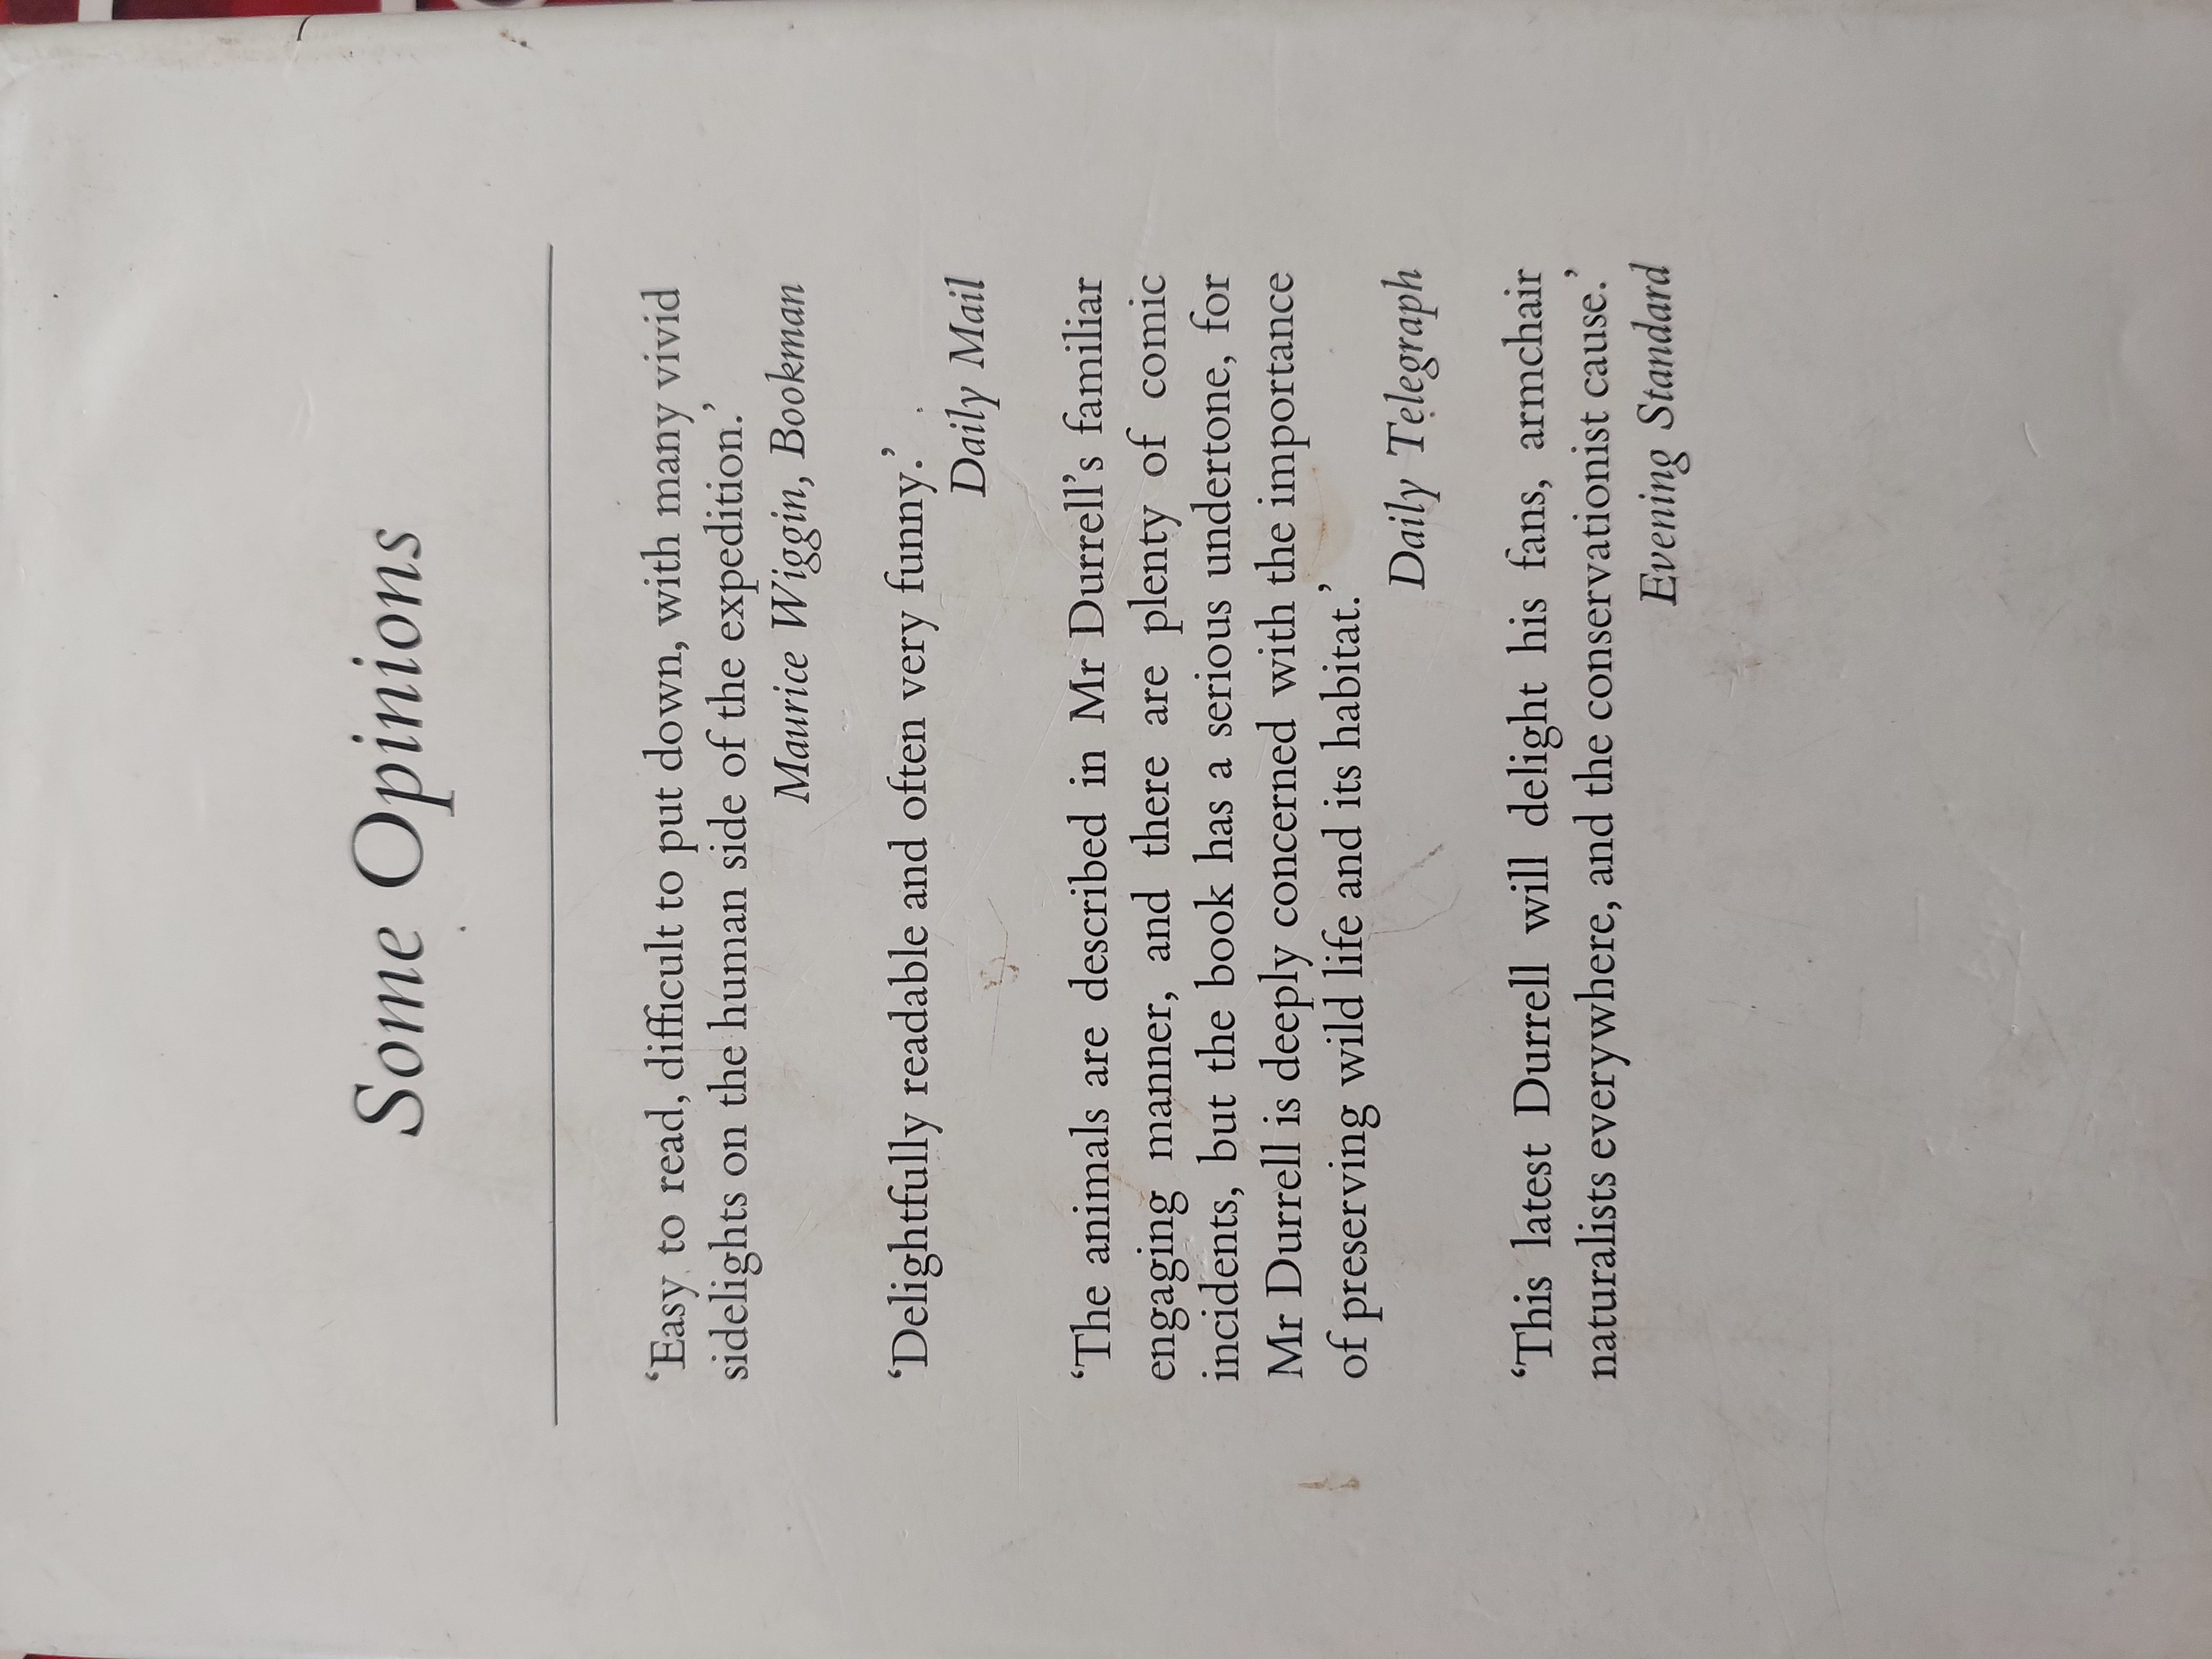 Some Opinions
‘Easy to read, difficult to put down, with many vivid
sidelights on the human side of the expedition.’
Maurice Wiggin, Bookman
‘Delightfully readable and often very funny.’
Daily Mail
‘The animals are described in Mr Durrell’s familiar
engaging manner, and there are plenty of comic
incidents, but the book has a serious undertone, for
Mr Durrell is deeply concerned with the importance
of preserving wild life and its habitat.’
Daily Telegraph
‘This latest Durrell will delight his fans, armchair
naturalists everywhere, and the conservationist cause.’
Evening Standard